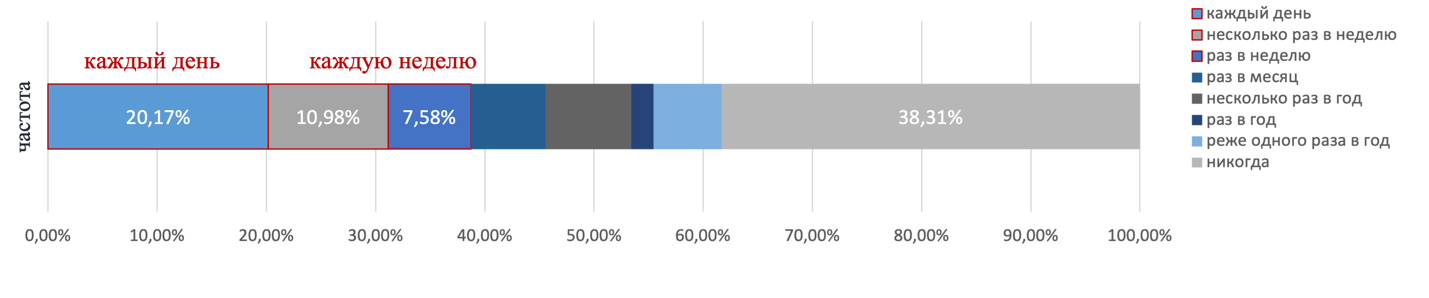 каждый день
каждую неделю
частота
20,17%
10,98%
7,58%
38,31%
0,00%
10,00%
20,00%
30,00%
40,00%
50,00%
60,00%
70,00%
80,00%
90,00%
100,00%
каждый день
несколько раз в неделю
раз в неделю
раз в месяц
несколько раз в год
раз в год
реже одного раза в год
никогда